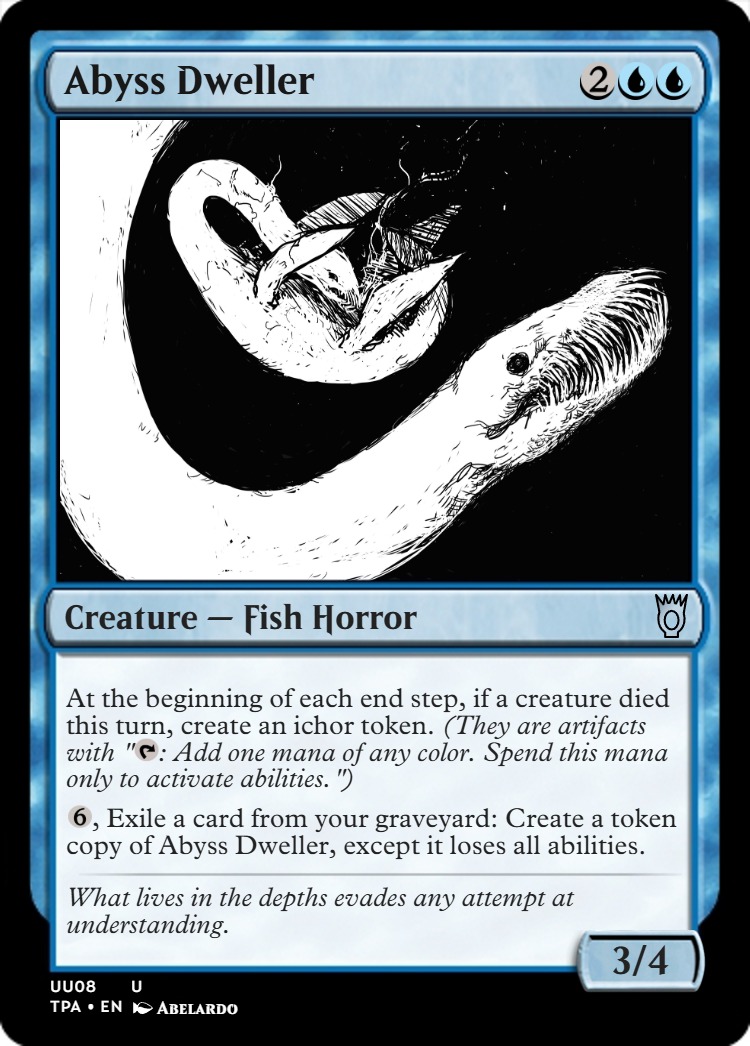 Abyss Dweller 2
Creature — Fish Horror
At the beginning of each end step, if a creature died
this turn, create an ichor token. (They are artifacts
with ": Add one mana of any color. Spend this mana
only to activate abilities.")
6, Exile a card from your graveyard: Create a token
copy of Abyss Dweller, except it loses all abilities.
What lives in the depths evades any attempt at
understanding.
3/4
UU08 U
TPA • EN Abelardo